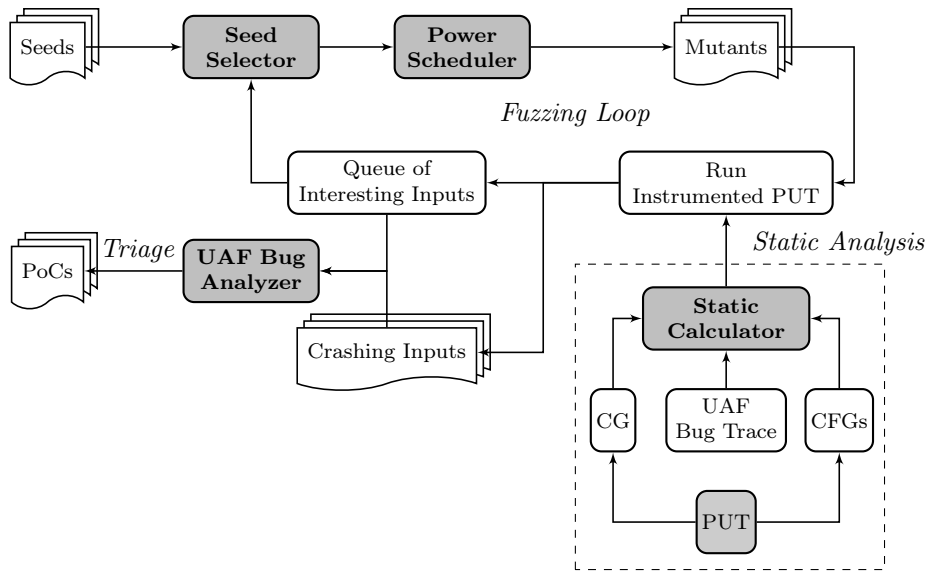 Seeds
Seed
Selector
Power
Scheduler
Mutants
Fuzzing Loop
Queue of
Interesting Inputs
Run
Instrumented PUT
Static Analysis
PoCs
Triage
UAF Bug
Analyzer
Static
Calculator
Crashing Inputs
CG
UAF
Bug Trace
CFGs
PUT